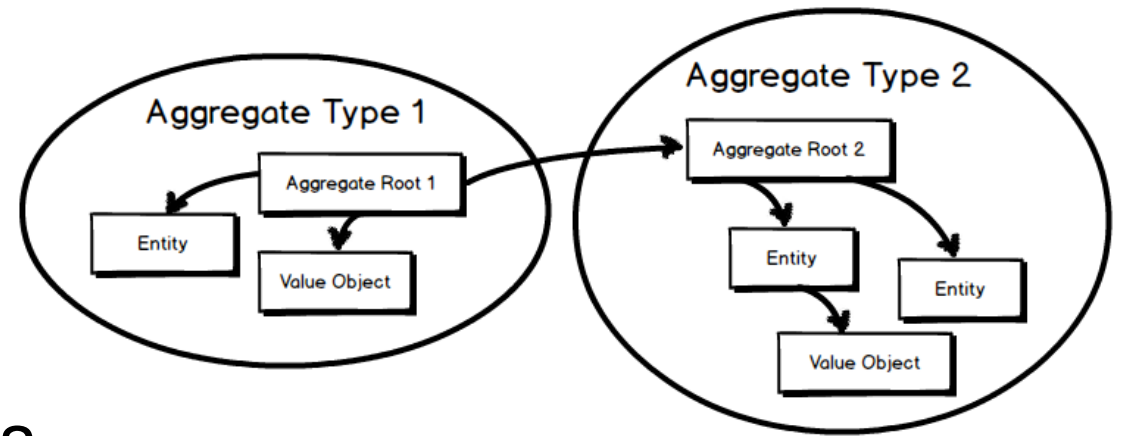 Aggregate Type 1
Aggregate Root 1
Entity
Value Object
Aggregate Type 2
Aggregate Root 2
Entity
Entity
Value Object